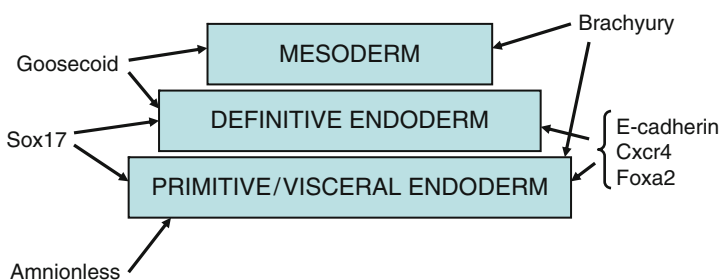 Brachyury
MESODERM
Goosecoid
DEFINITIVE ENDODERM
E-cadherin
Sox17
Cxcr4
Foxa2
PRIMITIVE/VISCERAL ENDODERM
Amnionless